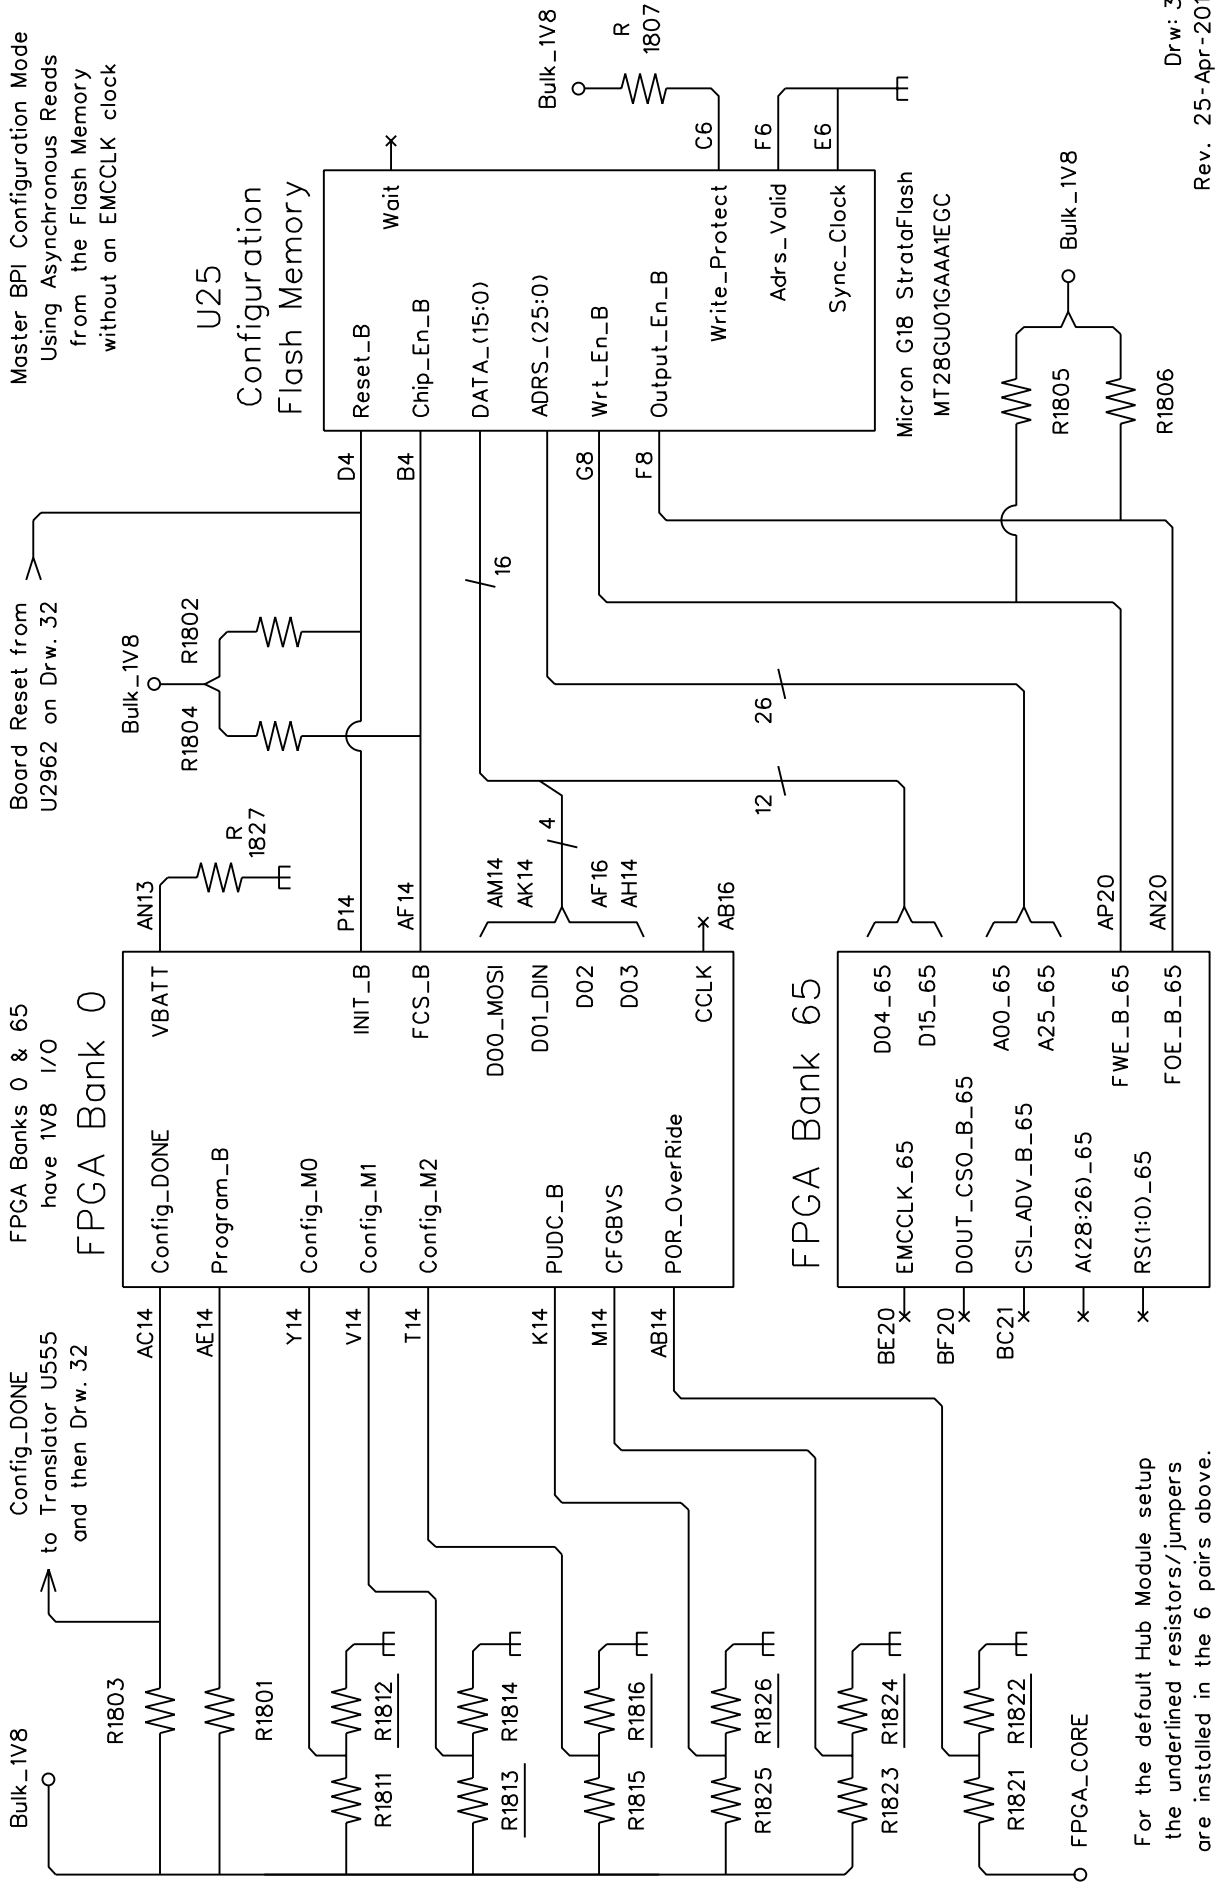 Master BPI Configuration Mode
Using Asynchronous Reads
from the Flash Memory
without an EMCCLK clock
Board Reset from
U2962 on Drw. 32
FPGA Banks 0 & 65
have 1V8 I/O
Config_DONE
to Translator U555
and then Drw. 32
Bulk_1V8
R1803
R1801
R1811
R1812
R1813
R1814
R1815
R1816
R1825
R1826
R1823
R1824
R1821
R1822
FPGA_CORE
For the default Hub Module setup
the underlined resistors/jumpers
are installed in the 6 pairs above.
FPGA Bank 0
AC14
Config_DONE
AE14
Program_B
Y14
Config_M0
V14
Config_M1
T14
Config_M2
K14
PUDC_B
M14
CFGBVS
AB14
POR_OverRide
VBATT
AN13
R
1827
INIT_B
P14
FCS_B
AF14
D00_MOSI
AM14
D01_DIN
AK14
D02
AF16
D03
AH14
CCLK
AB16
4
12
16
26
Bulk_1V8
R1804
R1802
FPGA Bank 65
BE20
EMCCLK_65
BF20
DOUT_CSO_B_65
BC21
CSI_ADV_B_65
A(28:26)_65
RS(1:0)_65
D04_65
D15_65
A00_65
A25_65
FWE_B_65
AP20
FOE_B_65
AN20
U25
Configuration
Flash Memory
D4
Reset_B
B4
Chip_En_B
DATA_(15:0)
ADRS_(25:0)
G8
Wrt_En_B
F8
Output_En_B
Wait
Write_Protect
C6
Adrs_Valid
F6
Sync_Clock
E6
Bulk_1V8
R
1807
Micron G18 StrataFlash
MT28GU01GAAA1EGC
R1805
R1806
Bulk_1V8
Drw: 3
Rev. 25-Apr-201